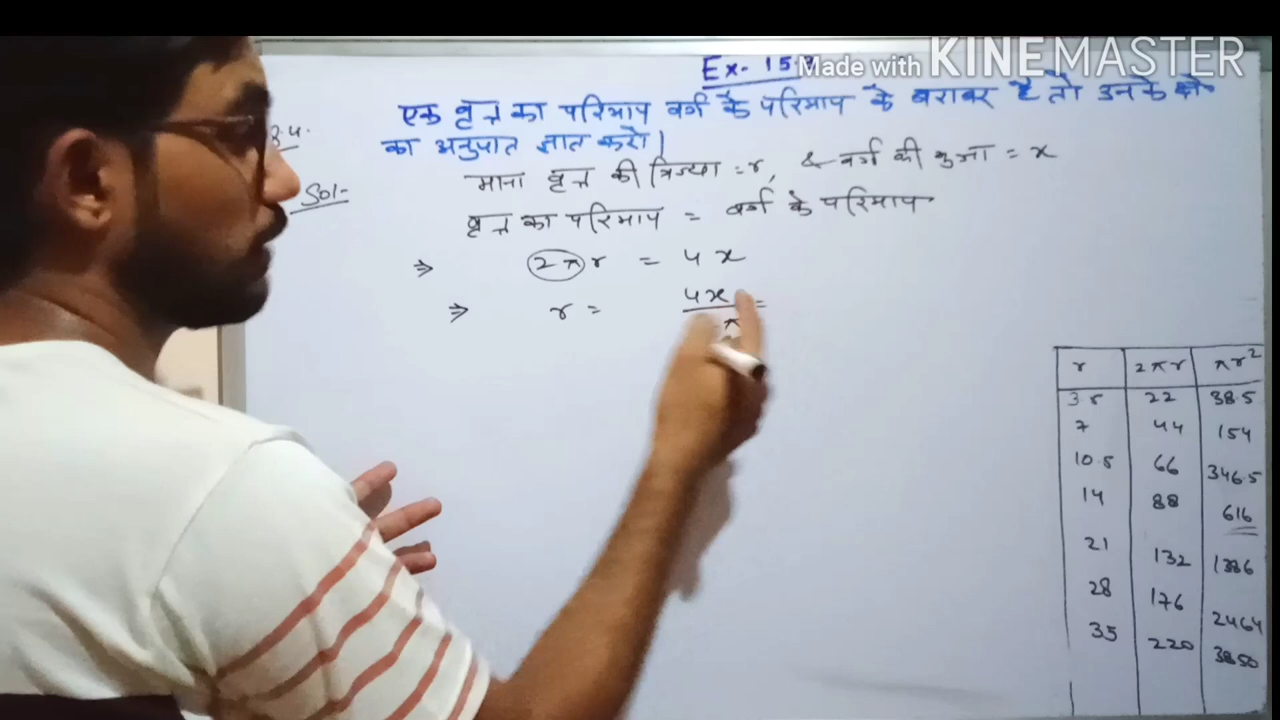 Made with KINEMASTER
Ex- 15.
एक वृत्त का परिमाप वर्ग के परिमाप के बराबर है तो उनके
का अनुपात ज्ञात करो।
Sol-
माना वृत्त की त्रिज्या = r, & वर्ग की भुजा = x
वृत्त का परिमाप = वर्ग के परिमाप
⇒ 2πr = 4x
⇒ r = 4x / π =
r 2πr πr²
3.5 22 38.5
7 44 154
10.5 66 346.5
14 88 616
21 132 1386
28 176 2464
35 220 3850